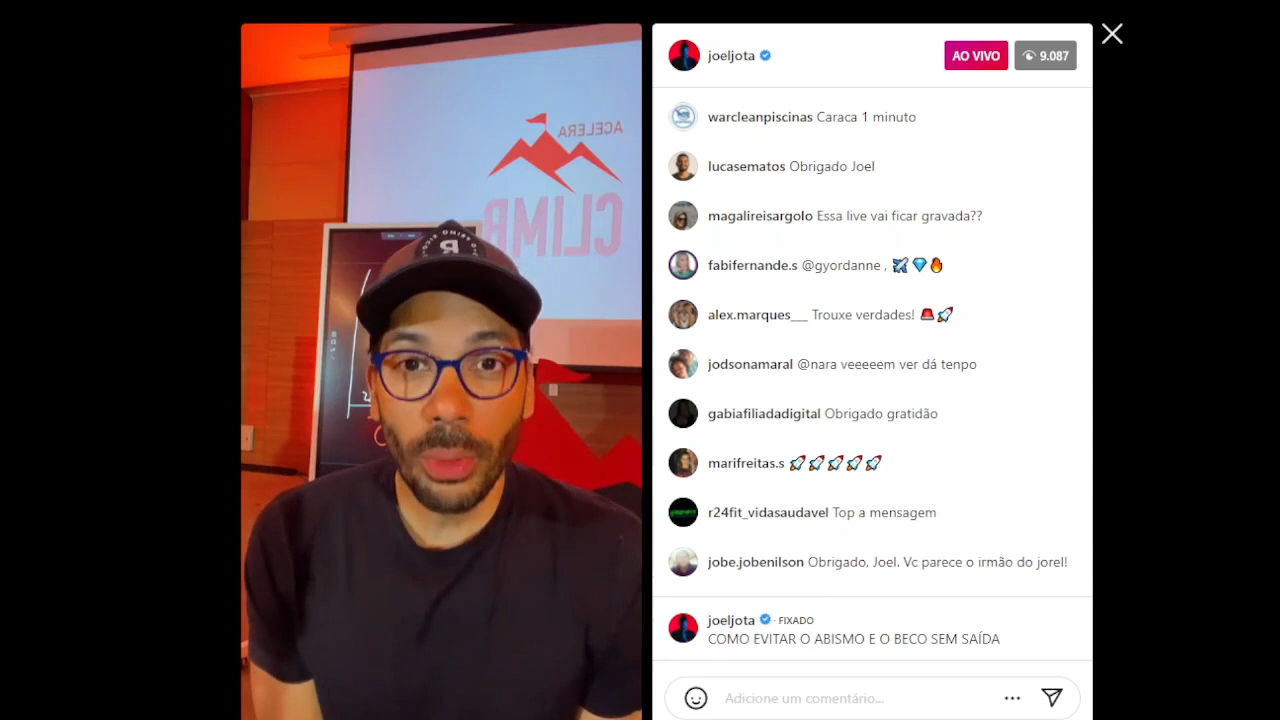 ACELERA
CLIMB
R
joeljota
AO VIVO
9.087
warcleanpiscinas Caraca 1 minuto
lucasematos Obrigado Joel
magalireisargolo Essa live vai ficar gravada??
fabifernande.s @gyordanne , ✈️💎🔥
alex.marques___ Trouxe verdades! 🚨🚀
jodsonamaral @nara veeeeem ver dá tenpo
gabiafiliadadigital Obrigado gratidão
marifreitas.s 🚀🚀🚀🚀🚀
r24fit_vidasaudavel Top a mensagem
jobe.jobenilson Obrigado, Joel. Vc parece o irmão do jorel!
joeljota · FIXADO
COMO EVITAR O ABISMO E O BECO SEM SAÍDA
Adicione um comentário...